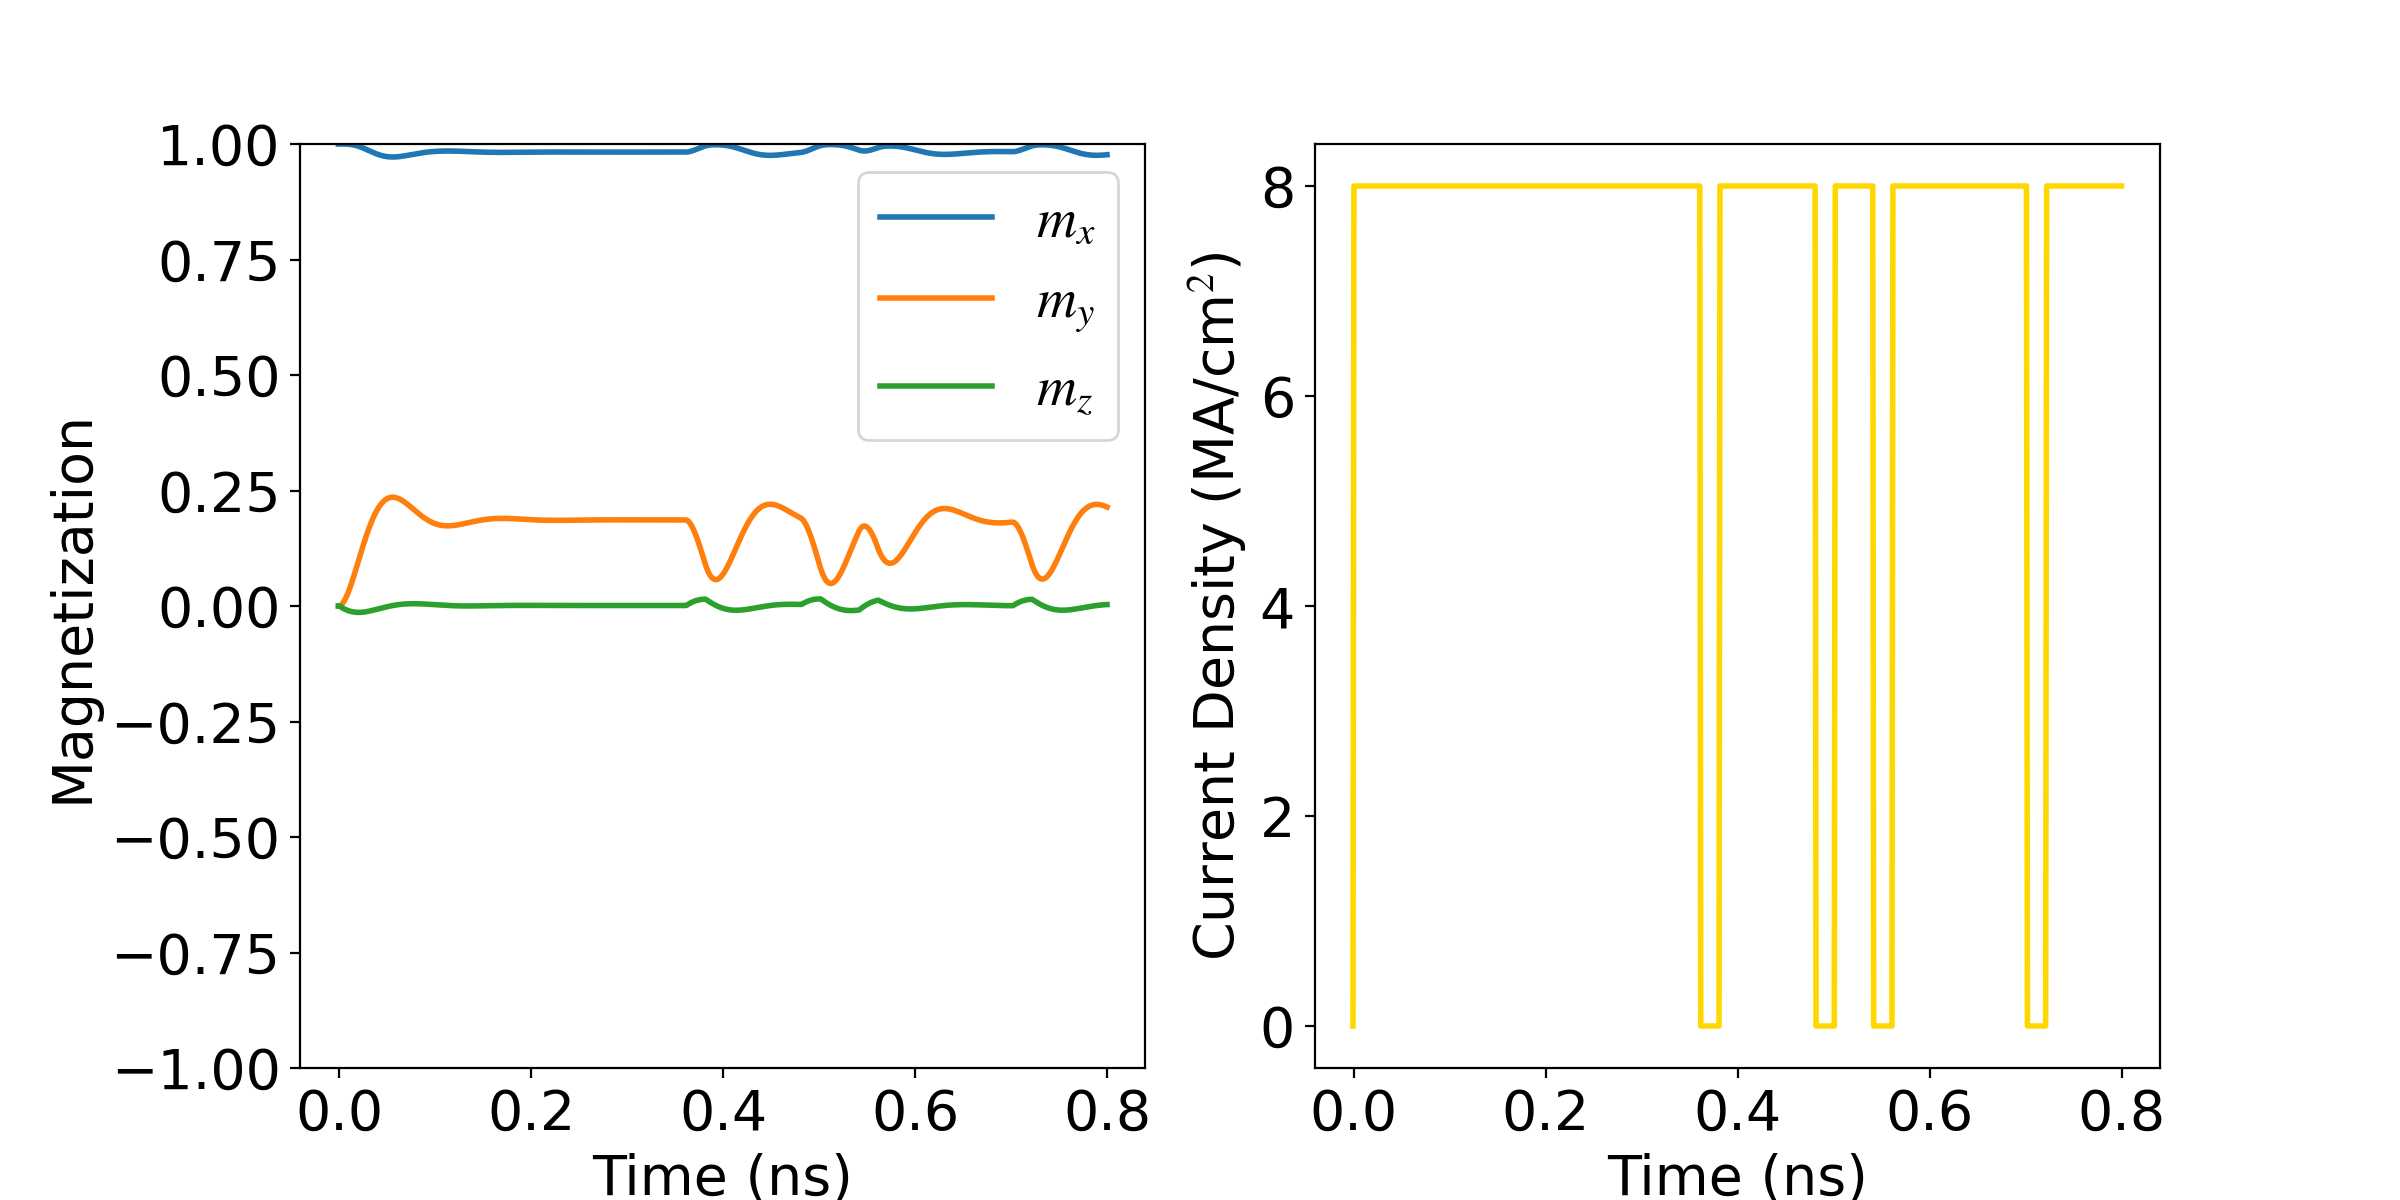 Magnetization
1.00
0.75
0.50
0.25
0.00
−0.25
−0.50
−0.75
−1.00
0.0 0.2 0.4 0.6 0.8
Time (ns)
m_x
m_y
m_z
Current Density (MA/cm²)
8
6
4
2
0
0.0 0.2 0.4 0.6 0.8
Time (ns)